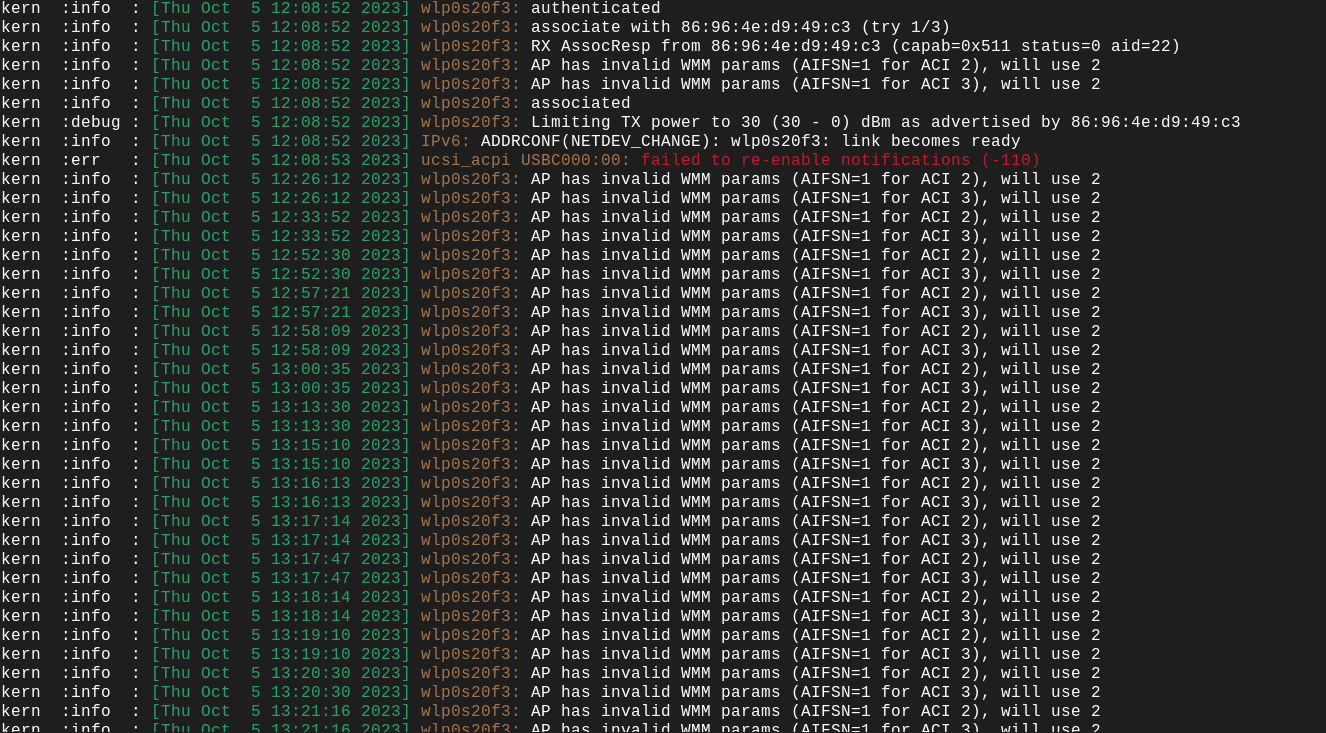 kern  :info  : [Thu Oct  5 12:08:52 2023] wlp0s20f3: authenticated
kern  :info  : [Thu Oct  5 12:08:52 2023] wlp0s20f3: associate with 86:96:4e:d9:49:c3 (try 1/3)
kern  :info  : [Thu Oct  5 12:08:52 2023] wlp0s20f3: RX AssocResp from 86:96:4e:d9:49:c3 (capab=0x511 status=0 aid=22)
kern  :info  : [Thu Oct  5 12:08:52 2023] wlp0s20f3: AP has invalid WMM params (AIFSN=1 for ACI 2), will use 2
kern  :info  : [Thu Oct  5 12:08:52 2023] wlp0s20f3: AP has invalid WMM params (AIFSN=1 for ACI 3), will use 2
kern  :info  : [Thu Oct  5 12:08:52 2023] wlp0s20f3: associated
kern  :debug : [Thu Oct  5 12:08:52 2023] wlp0s20f3: Limiting TX power to 30 (30 - 0) dBm as advertised by 86:96:4e:d9:49:c3
kern  :info  : [Thu Oct  5 12:08:52 2023] IPv6: ADDRCONF(NETDEV_CHANGE): wlp0s20f3: link becomes ready
kern  :err   : [Thu Oct  5 12:08:53 2023] ucsi_acpi USBC000:00: failed to re-enable notifications (-110)
kern  :info  : [Thu Oct  5 12:26:12 2023] wlp0s20f3: AP has invalid WMM params (AIFSN=1 for ACI 2), will use 2
kern  :info  : [Thu Oct  5 12:26:12 2023] wlp0s20f3: AP has invalid WMM params (AIFSN=1 for ACI 3), will use 2
kern  :info  : [Thu Oct  5 12:33:52 2023] wlp0s20f3: AP has invalid WMM params (AIFSN=1 for ACI 2), will use 2
kern  :info  : [Thu Oct  5 12:33:52 2023] wlp0s20f3: AP has invalid WMM params (AIFSN=1 for ACI 3), will use 2
kern  :info  : [Thu Oct  5 12:52:30 2023] wlp0s20f3: AP has invalid WMM params (AIFSN=1 for ACI 2), will use 2
kern  :info  : [Thu Oct  5 12:52:30 2023] wlp0s20f3: AP has invalid WMM params (AIFSN=1 for ACI 3), will use 2
kern  :info  : [Thu Oct  5 12:57:21 2023] wlp0s20f3: AP has invalid WMM params (AIFSN=1 for ACI 2), will use 2
kern  :info  : [Thu Oct  5 12:57:21 2023] wlp0s20f3: AP has invalid WMM params (AIFSN=1 for ACI 3), will use 2
kern  :info  : [Thu Oct  5 12:58:09 2023] wlp0s20f3: AP has invalid WMM params (AIFSN=1 for ACI 2), will use 2
kern  :info  : [Thu Oct  5 12:58:09 2023] wlp0s20f3: AP has invalid WMM params (AIFSN=1 for ACI 3), will use 2
kern  :info  : [Thu Oct  5 13:00:35 2023] wlp0s20f3: AP has invalid WMM params (AIFSN=1 for ACI 2), will use 2
kern  :info  : [Thu Oct  5 13:00:35 2023] wlp0s20f3: AP has invalid WMM params (AIFSN=1 for ACI 3), will use 2
kern  :info  : [Thu Oct  5 13:13:30 2023] wlp0s20f3: AP has invalid WMM params (AIFSN=1 for ACI 2), will use 2
kern  :info  : [Thu Oct  5 13:13:30 2023] wlp0s20f3: AP has invalid WMM params (AIFSN=1 for ACI 3), will use 2
kern  :info  : [Thu Oct  5 13:15:10 2023] wlp0s20f3: AP has invalid WMM params (AIFSN=1 for ACI 2), will use 2
kern  :info  : [Thu Oct  5 13:15:10 2023] wlp0s20f3: AP has invalid WMM params (AIFSN=1 for ACI 3), will use 2
kern  :info  : [Thu Oct  5 13:16:13 2023] wlp0s20f3: AP has invalid WMM params (AIFSN=1 for ACI 2), will use 2
kern  :info  : [Thu Oct  5 13:16:13 2023] wlp0s20f3: AP has invalid WMM params (AIFSN=1 for ACI 3), will use 2
kern  :info  : [Thu Oct  5 13:17:14 2023] wlp0s20f3: AP has invalid WMM params (AIFSN=1 for ACI 2), will use 2
kern  :info  : [Thu Oct  5 13:17:14 2023] wlp0s20f3: AP has invalid WMM params (AIFSN=1 for ACI 3), will use 2
kern  :info  : [Thu Oct  5 13:17:47 2023] wlp0s20f3: AP has invalid WMM params (AIFSN=1 for ACI 2), will use 2
kern  :info  : [Thu Oct  5 13:17:47 2023] wlp0s20f3: AP has invalid WMM params (AIFSN=1 for ACI 3), will use 2
kern  :info  : [Thu Oct  5 13:18:14 2023] wlp0s20f3: AP has invalid WMM params (AIFSN=1 for ACI 2), will use 2
kern  :info  : [Thu Oct  5 13:18:14 2023] wlp0s20f3: AP has invalid WMM params (AIFSN=1 for ACI 3), will use 2
kern  :info  : [Thu Oct  5 13:19:10 2023] wlp0s20f3: AP has invalid WMM params (AIFSN=1 for ACI 2), will use 2
kern  :info  : [Thu Oct  5 13:19:10 2023] wlp0s20f3: AP has invalid WMM params (AIFSN=1 for ACI 3), will use 2
kern  :info  : [Thu Oct  5 13:20:30 2023] wlp0s20f3: AP has invalid WMM params (AIFSN=1 for ACI 2), will use 2
kern  :info  : [Thu Oct  5 13:20:30 2023] wlp0s20f3: AP has invalid WMM params (AIFSN=1 for ACI 3), will use 2
kern  :info  : [Thu Oct  5 13:21:16 2023] wlp0s20f3: AP has invalid WMM params (AIFSN=1 for ACI 2), will use 2
kern  :info  : [Thu Oct  5 13:21:16 2023] wlp0s20f3: AP has invalid WMM params (AIFSN=1 for ACI 3), will use 2